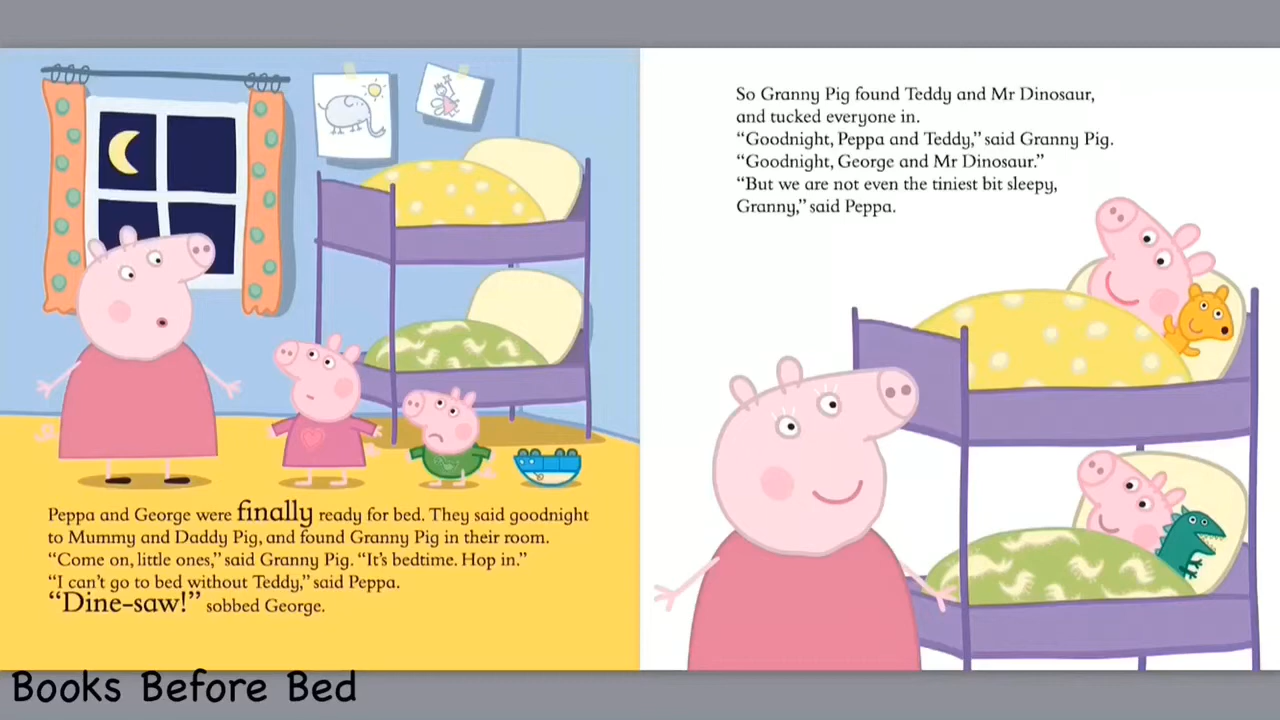 Peppa and George were finally ready for bed. They said goodnight
to Mummy and Daddy Pig, and found Granny Pig in their room.
“Come on, little ones,” said Granny Pig. “It’s bedtime. Hop in.”
“I can’t go to bed without Teddy,” said Peppa.
“Dine-saw!” sobbed George.
So Granny Pig found Teddy and Mr Dinosaur,
and tucked everyone in.
“Goodnight, Peppa and Teddy,” said Granny Pig.
“Goodnight, George and Mr Dinosaur.”
“But we are not even the tiniest bit sleepy,
Granny,” said Peppa.
Books Before Bed